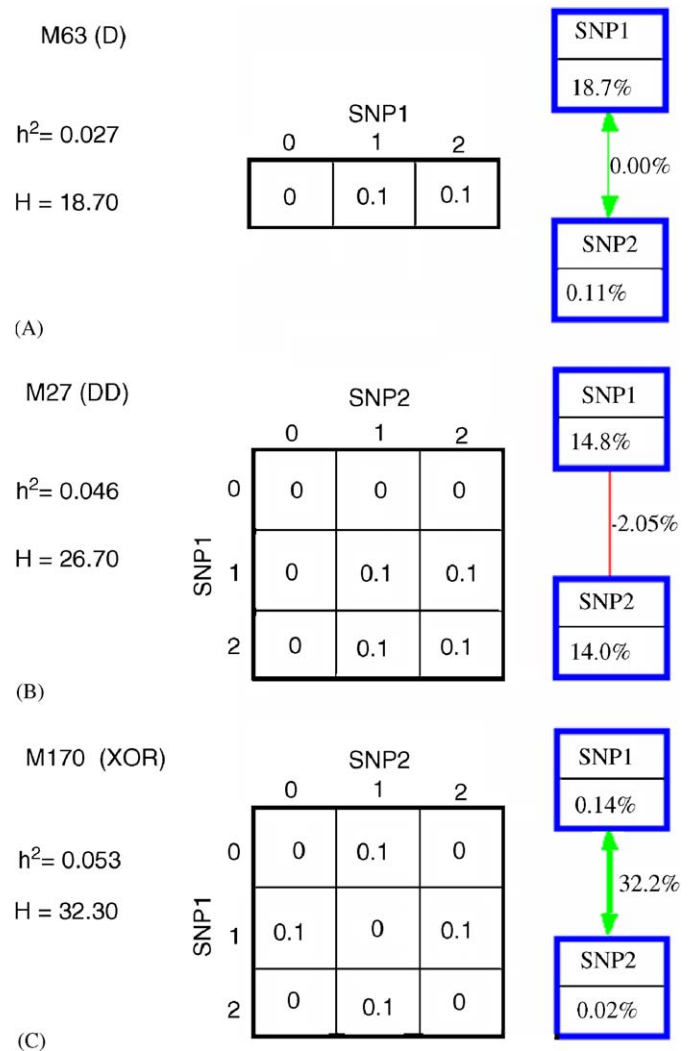 M63 (D)
h²= 0.027
H = 18.70
SNP1
0 1 2
0 0.1 0.1
SNP1
18.7%
0.00%
SNP2
0.11%
(A)
M27 (DD)
h²= 0.046
H = 26.70
SNP2
0 1 2
SNP1
0 0 0 0
1 0 0.1 0.1
2 0 0.1 0.1
SNP1
14.8%
-2.05%
SNP2
14.0%
(B)
M170 (XOR)
h²= 0.053
H = 32.30
SNP2
0 1 2
SNP1
0 0 0.1 0
1 0.1 0 0.1
2 0 0.1 0
SNP1
0.14%
32.2%
SNP2
0.02%
(C)